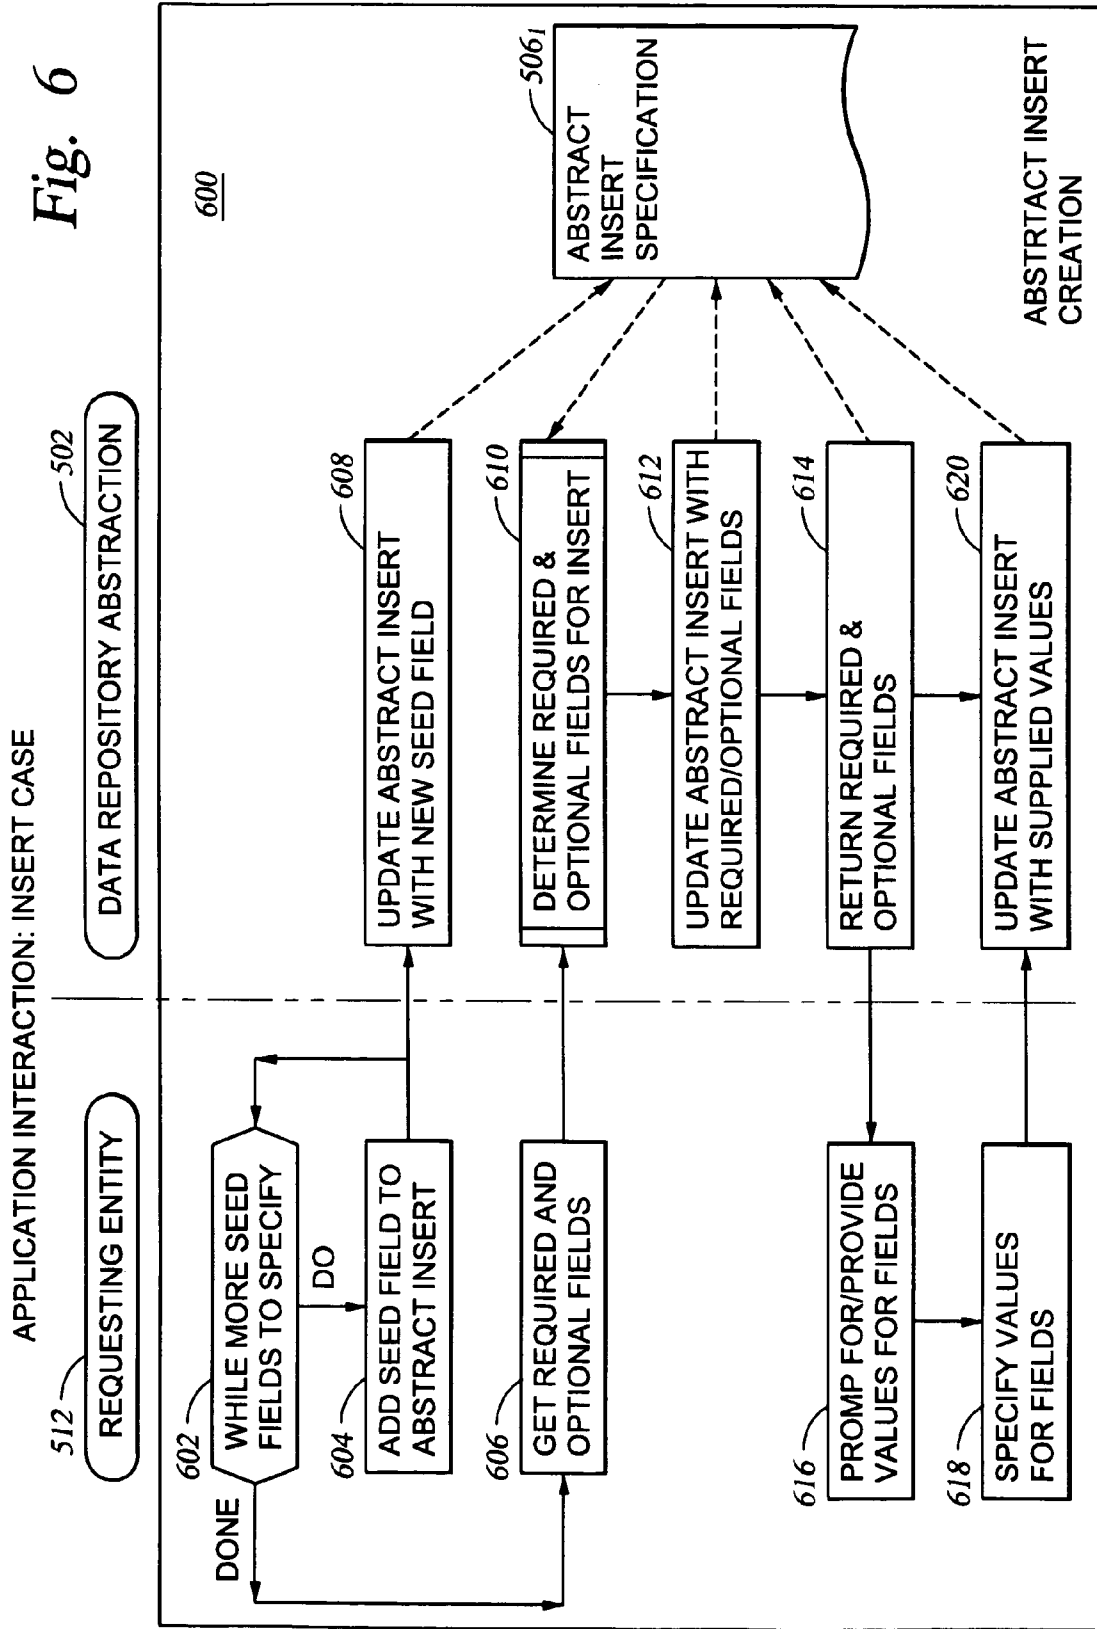 Fig. 6
APPLICATION INTERACTION: INSERT CASE
512
REQUESTING ENTITY
502
DATA REPOSITORY ABSTRACTION
600
602
WHILE MORE SEED
FIELDS TO SPECIFY
DONE
DO
604
ADD SEED FIELD TO
ABSTRACT INSERT
606
GET REQUIRED AND
OPTIONAL FIELDS
608
UPDATE ABSTRACT INSERT
WITH NEW SEED FIELD
610
DETERMINE REQUIRED &
OPTIONAL FIELDS FOR INSERT
612
UPDATE ABSTRACT INSERT WITH
REQUIRED/OPTIONAL FIELDS
614
RETURN REQUIRED &
OPTIONAL FIELDS
616
PROMP FOR/PROVIDE
VALUES FOR FIELDS
618
SPECIFY VALUES
FOR FIELDS
620
UPDATE ABSTRACT INSERT
WITH SUPPLIED VALUES
506₁
ABSTRACT
INSERT
SPECIFICATION
ABSTRTACT INSERT
CREATION